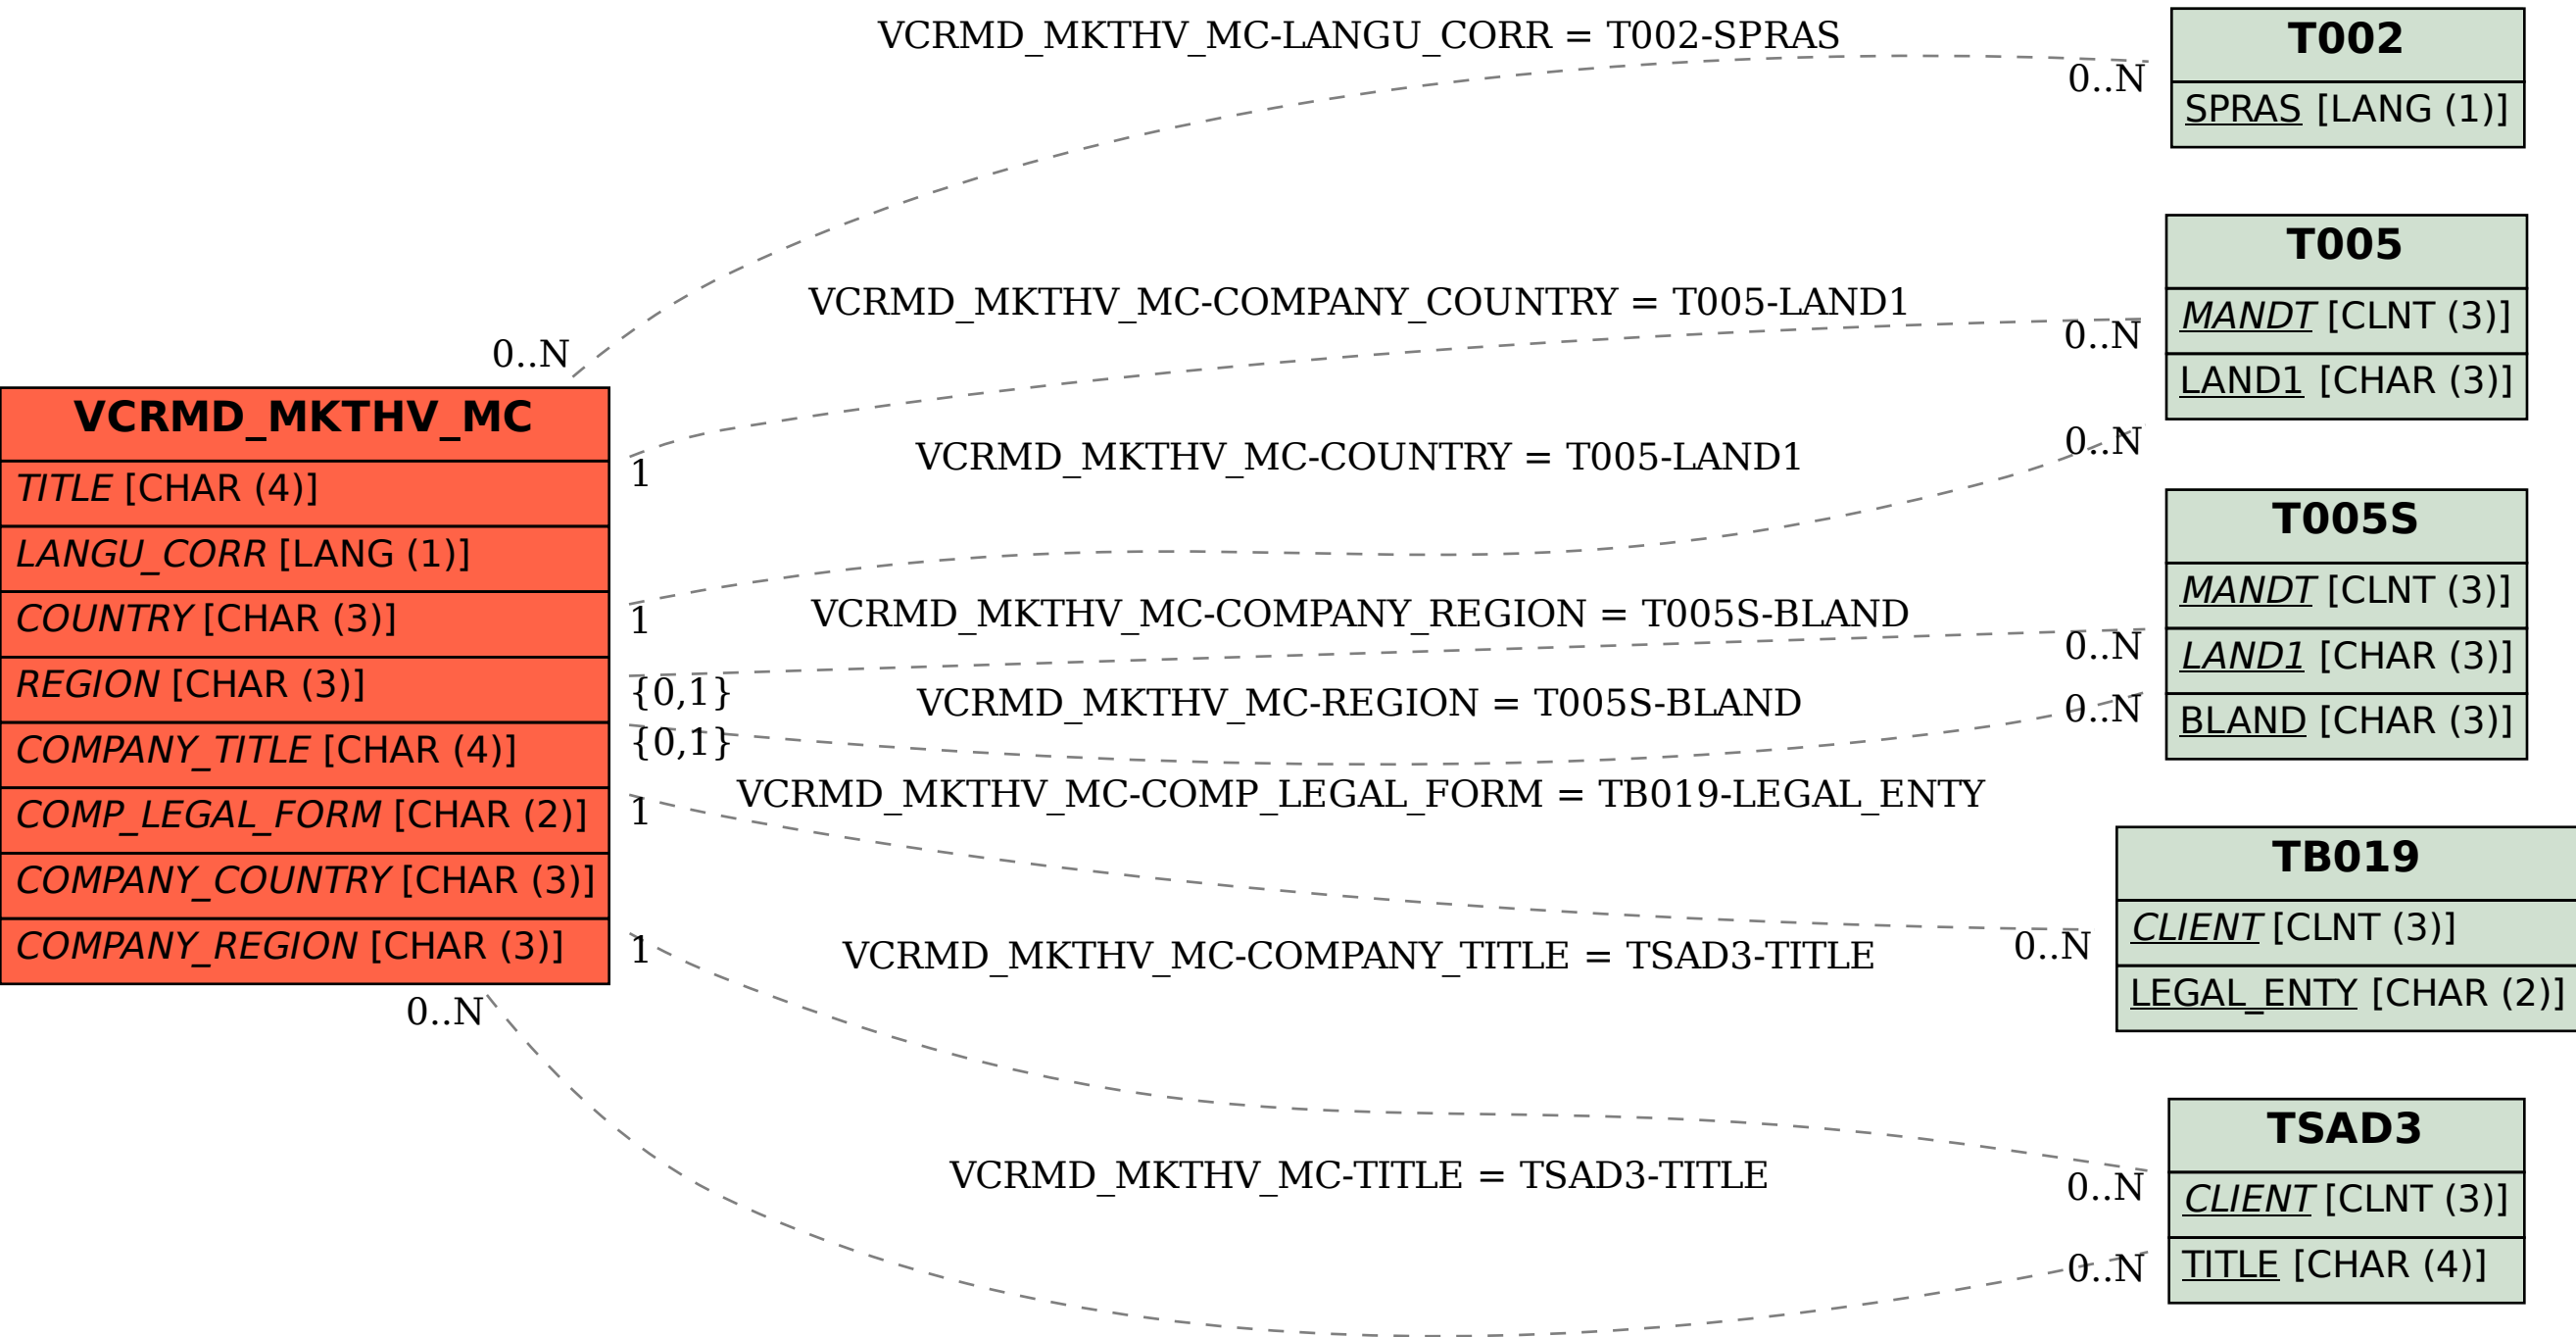 VCRMD_MKTHV_MC-LANGU_CORR = T002-SPRAS
0..N
0..N
T002
SPRAS [LANG (1)]
VCRMD_MKTHV_MC-COMPANY_COUNTRY = T005-LAND1
1
0..N
VCRMD_MKTHV_MC-COUNTRY = T005-LAND1
1
0..N
T005
MANDT [CLNT (3)]
LAND1 [CHAR (3)]
VCRMD_MKTHV_MC
TITLE [CHAR (4)]
LANGU_CORR [LANG (1)]
COUNTRY [CHAR (3)]
REGION [CHAR (3)]
COMPANY_TITLE [CHAR (4)]
COMP_LEGAL_FORM [CHAR (2)]
COMPANY_COUNTRY [CHAR (3)]
COMPANY_REGION [CHAR (3)]
VCRMD_MKTHV_MC-COMPANY_REGION = T005S-BLAND
{0,1}
0..N
VCRMD_MKTHV_MC-REGION = T005S-BLAND
{0,1}
0..N
T005S
MANDT [CLNT (3)]
LAND1 [CHAR (3)]
BLAND [CHAR (3)]
VCRMD_MKTHV_MC-COMP_LEGAL_FORM = TB019-LEGAL_ENTY
1
0..N
TB019
CLIENT [CLNT (3)]
LEGAL_ENTY [CHAR (2)]
VCRMD_MKTHV_MC-COMPANY_TITLE = TSAD3-TITLE
1
0..N
VCRMD_MKTHV_MC-TITLE = TSAD3-TITLE
0..N
0..N
TSAD3
CLIENT [CLNT (3)]
TITLE [CHAR (4)]